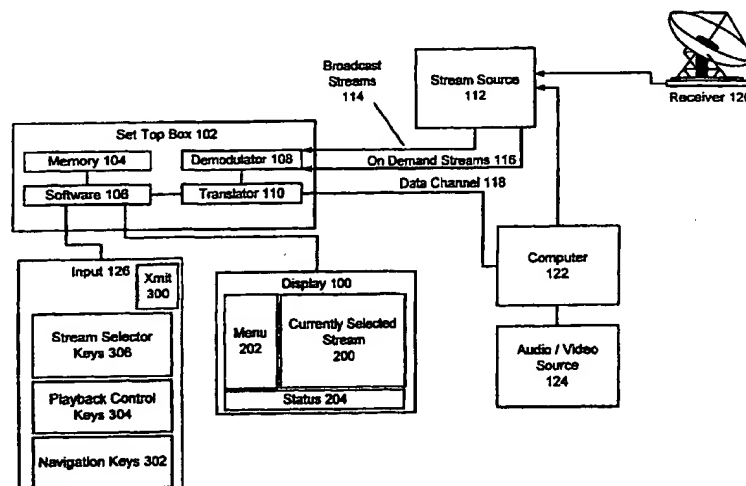 Broadcast
Streams
114
Stream Source
112
Receiver 120
Set Top Box 102
Memory 104
Demodulator 108
On Demand Streams 116
Software 106
Translator 110
Data Channel 118
Computer
122
Input 126
Xmit
300
Display 100
Menu
202
Currently Selected
Stream
200
Stream Selector
Keys 306
Audio / Video
Source
124
Playback Control
Keys 304
Status 204
Navigation Keys 302